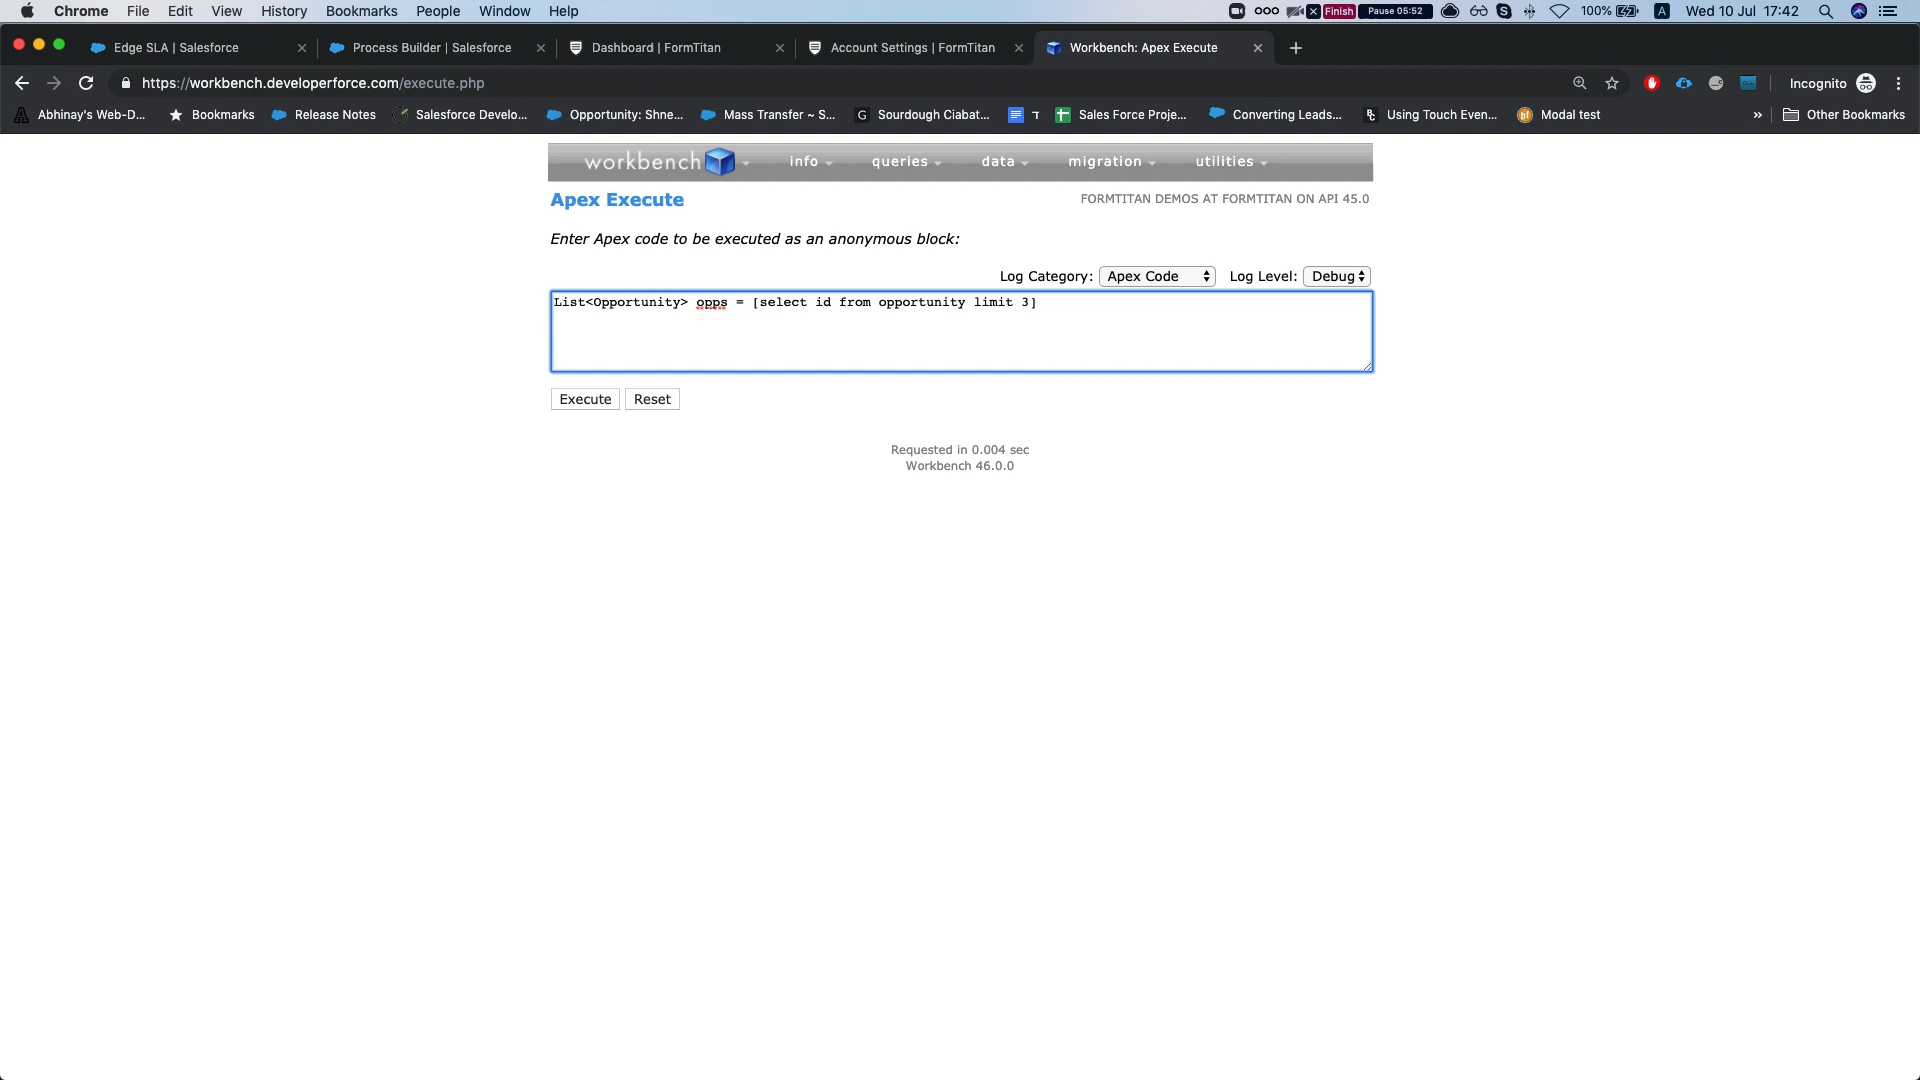 Chrome File Edit View History Bookmarks People Window Help Finish Pause 05:52 100% A Wed 10 Jul 17:42
Edge SLA | Salesforce Process Builder | Salesforce Dashboard | FormTitan Account Settings | FormTitan Workbench: Apex Execute
https://workbench.developerforce.com/execute.php Incognito
Abhinay's Web-D... Bookmarks Release Notes Salesforce Develo... Opportunity: Shne... Mass Transfer ~ S... G Sourdough Ciabat... T Sales Force Proje... Converting Leads... Using Touch Even... bf Modal test » Other Bookmarks
workbench info queries data migration utilities
Apex Execute FORMTITAN DEMOS AT FORMTITAN ON API 45.0
Enter Apex code to be executed as an anonymous block:
Log Category: Apex Code Log Level: Debug
List<Opportunity> opps = [select id from opportunity limit 3]
Execute Reset
Requested in 0.004 sec
Workbench 46.0.0